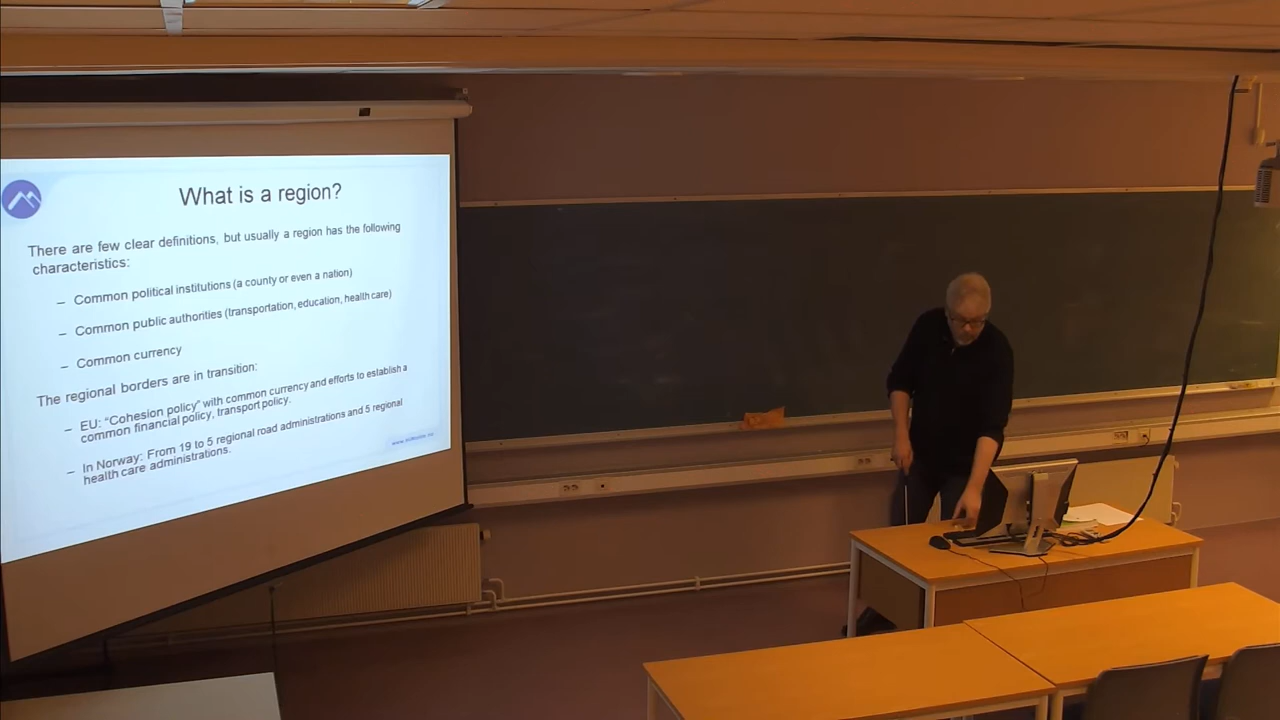 What is a region?
There are few clear definitions, but usually a region has the following
characteristics:
– Common political institutions (a county or even a nation)
– Common public authorities (transportation, education, health care)
– Common currency
The regional borders are in transition:
– EU: “Cohesion policy” with common currency and efforts to establish a
common financial policy, transport policy.
– In Norway: From 19 to 5 regional road administrations and 5 regional
health care administrations.